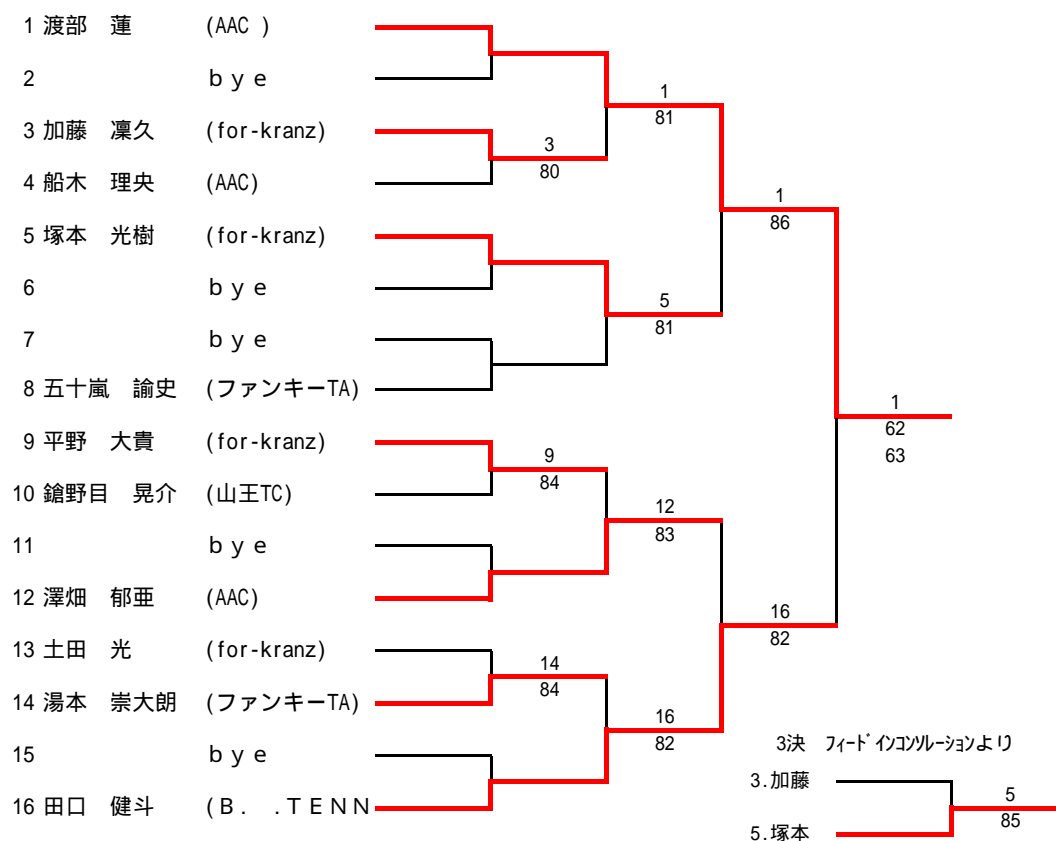 1 渡部 蓮 (AAC )
2 ｂｙｅ
3 加藤 凜久 (for-kranz)
4 船木 理央 (AAC)
5 塚本 光樹 (for-kranz)
6 ｂｙｅ
7 ｂｙｅ
8 五十嵐 諭史 (ファンキーTA)
9 平野 大貴 (for-kranz)
10 鎗野目 晃介 (山王TC)
11 ｂｙｅ
12 澤畑 郁亜 (AAC)
13 土田 光 (for-kranz)
14 湯本 崇大朗 (ファンキーTA)
15 ｂｙｅ
16 田口 健斗 (Ｂ. .ＴＥＮＮ
3
80
9
84
14
84
1
81
5
81
12
83
16
82
1
86
16
82
1
62
63
3決 ﾌｨｰﾄﾞｲﾝｺﾝｿﾚｰｼｮﾝより
3.加藤
5.塚本
5
85